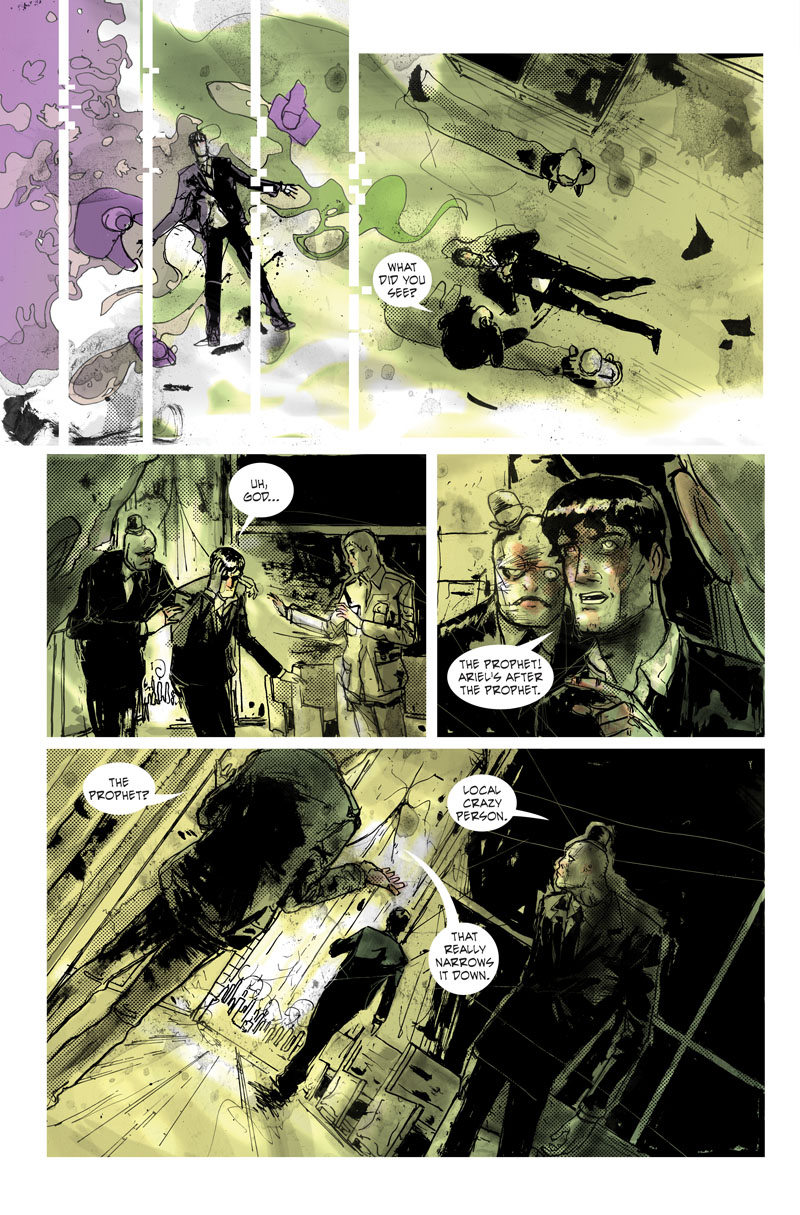 WHAT
DID YOU
SEE?
UH,
GOD...
THE PROPHET!
ARIEL'S AFTER
THE PROPHET.
THE
PROPHET?
LOCAL
CRAZY
PERSON.
THAT
REALLY
NARROWS
IT DOWN.